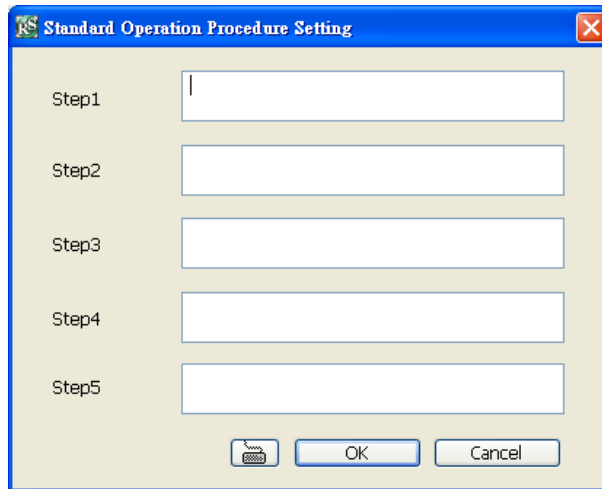 RS Standard Operation Procedure Setting
Step1
Step2
Step3
Step4
Step5
OK Cancel